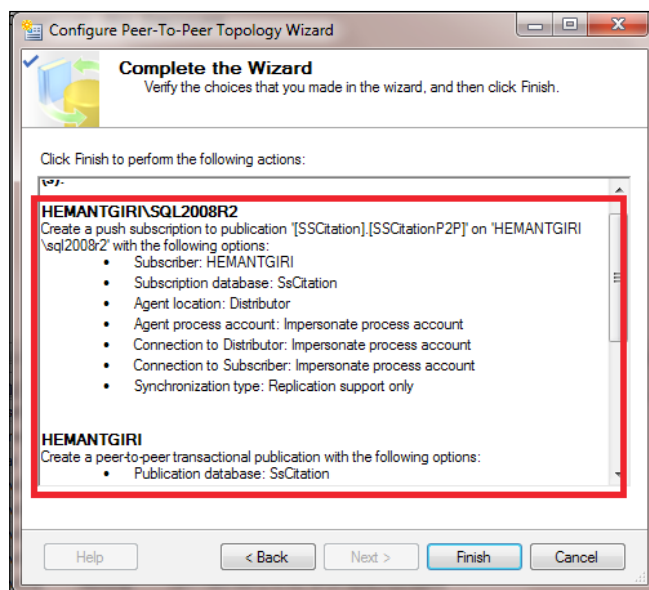 Configure Peer-To-Peer Topology Wizard
Complete the Wizard
Verify the choices that you made in the wizard, and then click Finish.
Click Finish to perform the following actions:
(s):
HEMANTGIRI\SQL2008R2
Create a push subscription to publication '[SSCitation].[SSCitationP2P]' on 'HEMANTGIRI
\sql2008r2' with the following options:
• Subscriber: HEMANTGIRI
• Subscription database: SsCitation
• Agent location: Distributor
• Agent process account: Impersonate process account
• Connection to Distributor: Impersonate process account
• Connection to Subscriber: Impersonate process account
• Synchronization type: Replication support only
HEMANTGIRI
Create a peer-to-peer transactional publication with the following options:
• Publication database: SsCitation
Help
< Back
Next >
Finish
Cancel